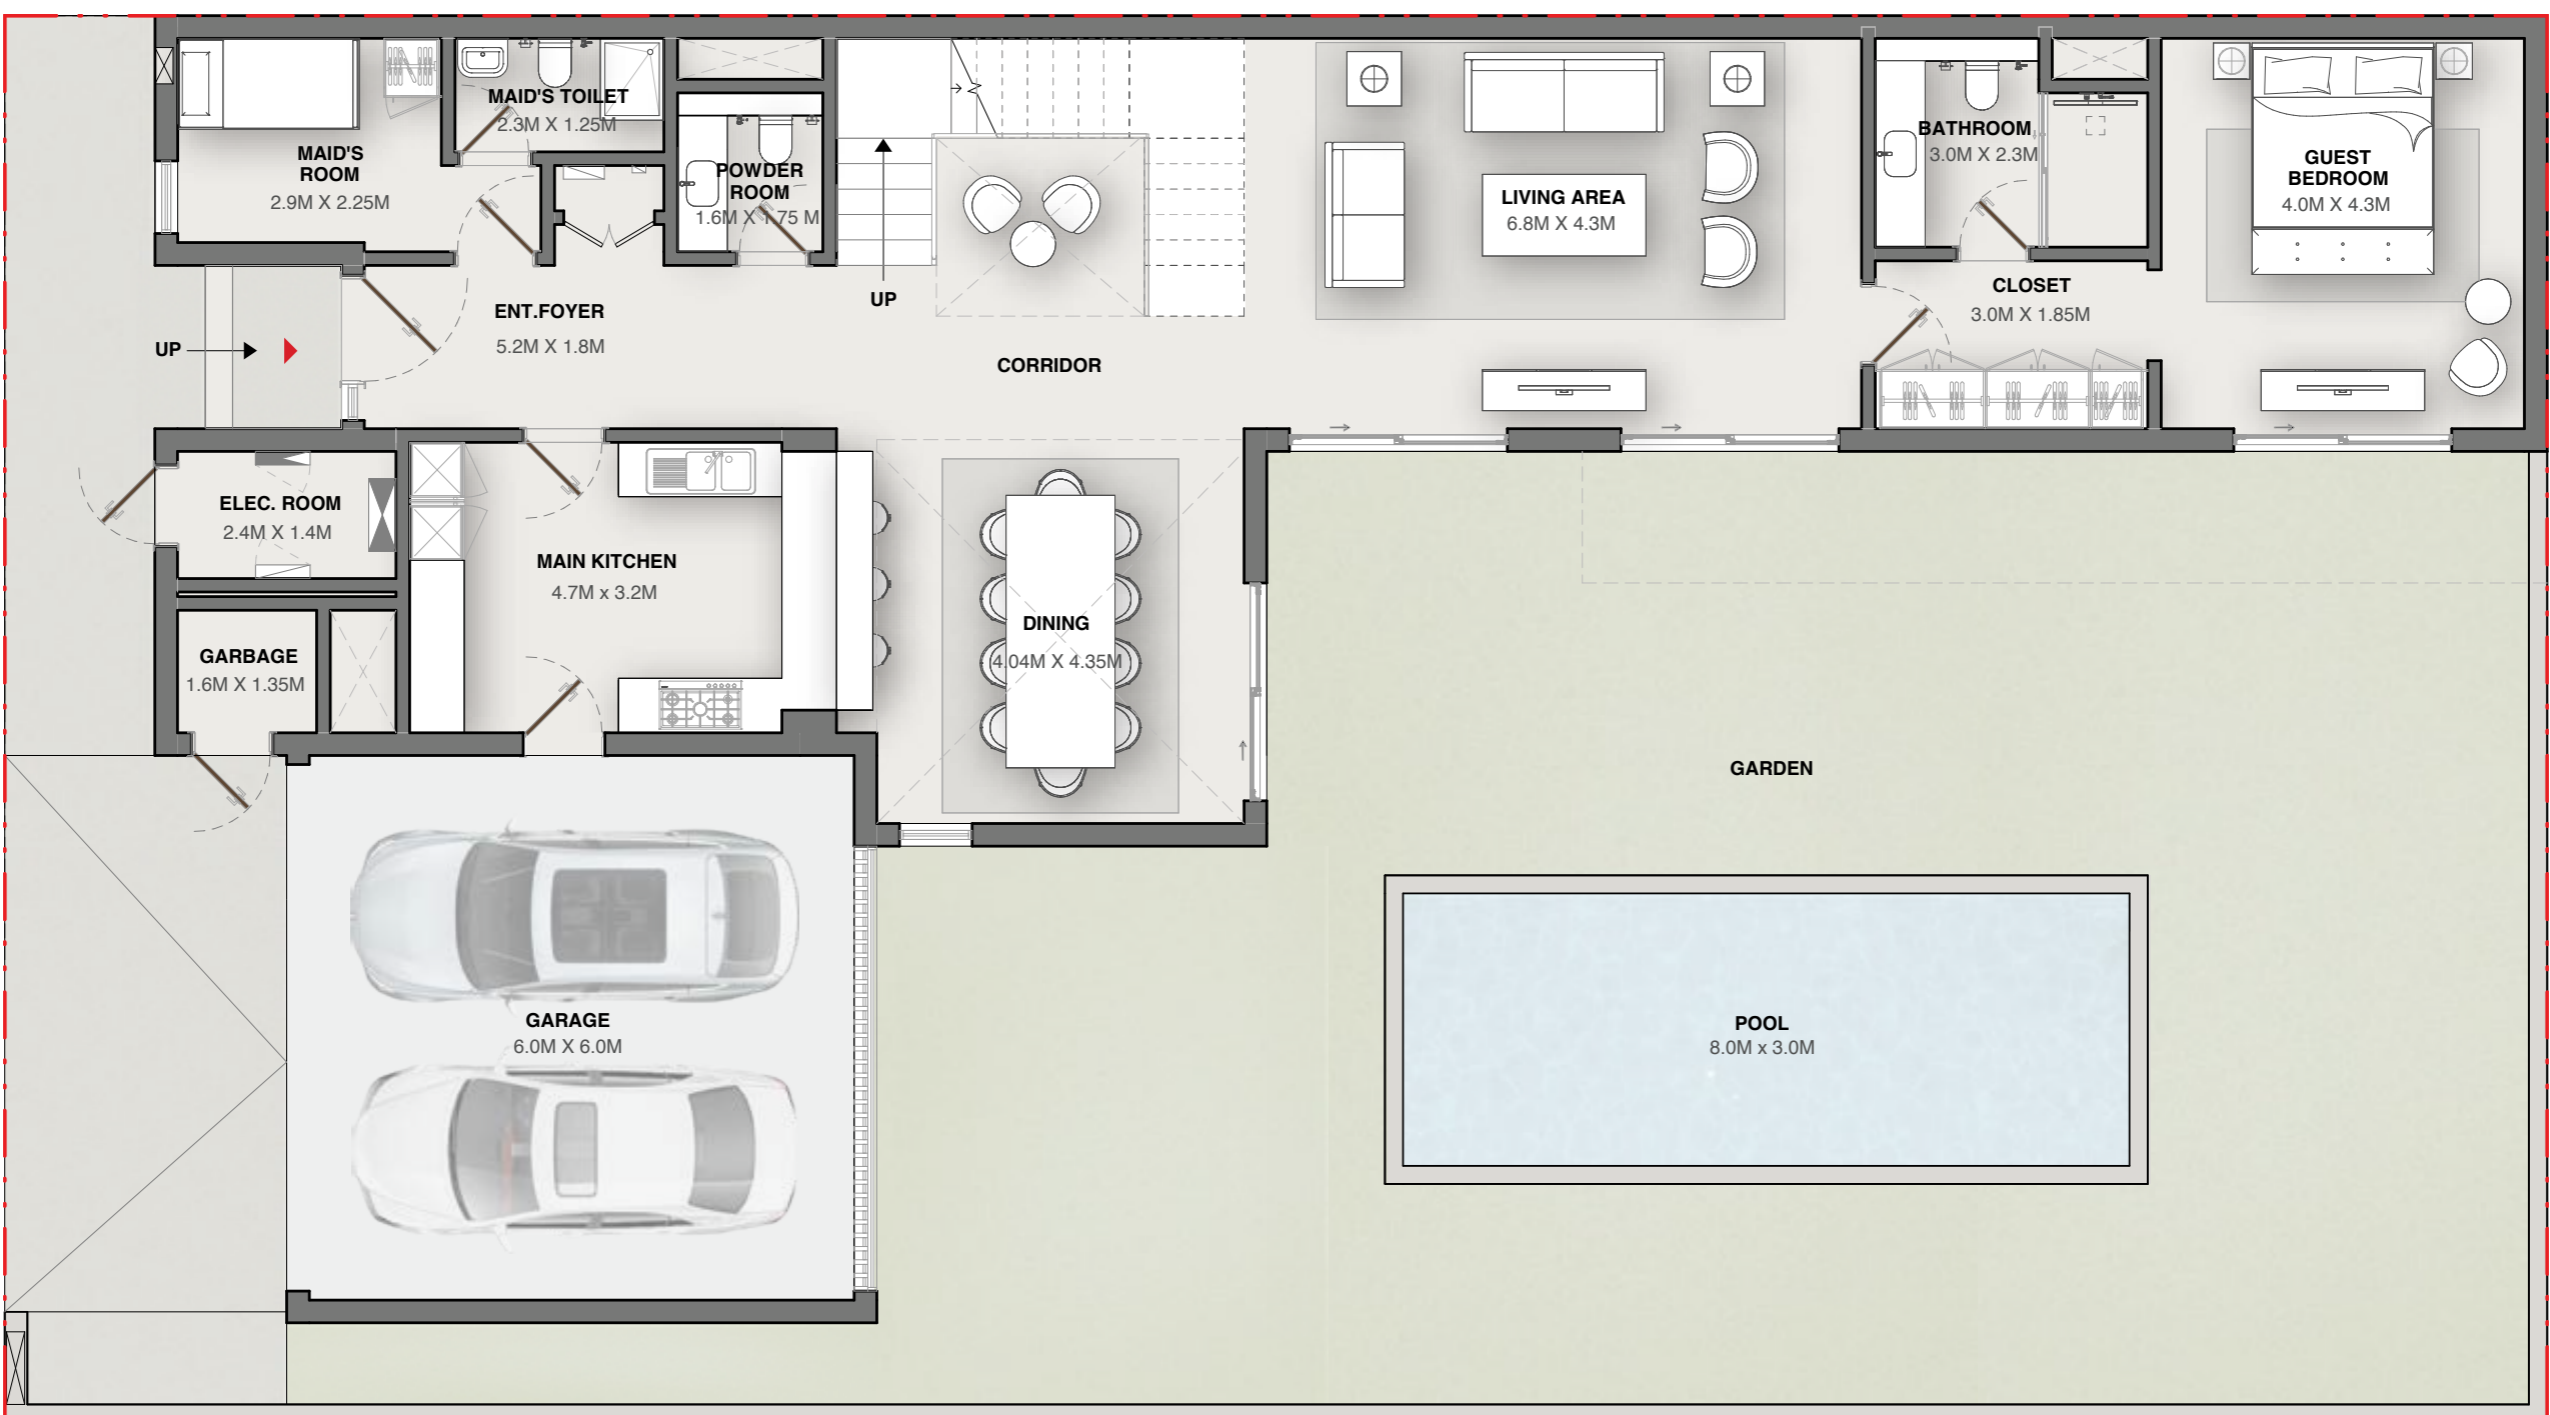 MAID'S TOILET
2.3M X 1.25M
MAID'S
ROOM
2.9M X 2.25M
POWDER
ROOM
1.6M X 1.75 M
UP
LIVING AREA
6.8M X 4.3M
BATHROOM
3.0M X 2.3M
GUEST
BEDROOM
4.0M X 4.3M
CLOSET
3.0M X 1.85M
UP
ENT.FOYER
5.2M X 1.8M
CORRIDOR
ELEC. ROOM
2.4M X 1.4M
MAIN KITCHEN
4.7M x 3.2M
DINING
4.04M X 4.35M
GARBAGE
1.6M X 1.35M
GARDEN
GARAGE
6.0M X 6.0M
POOL
8.0M x 3.0M